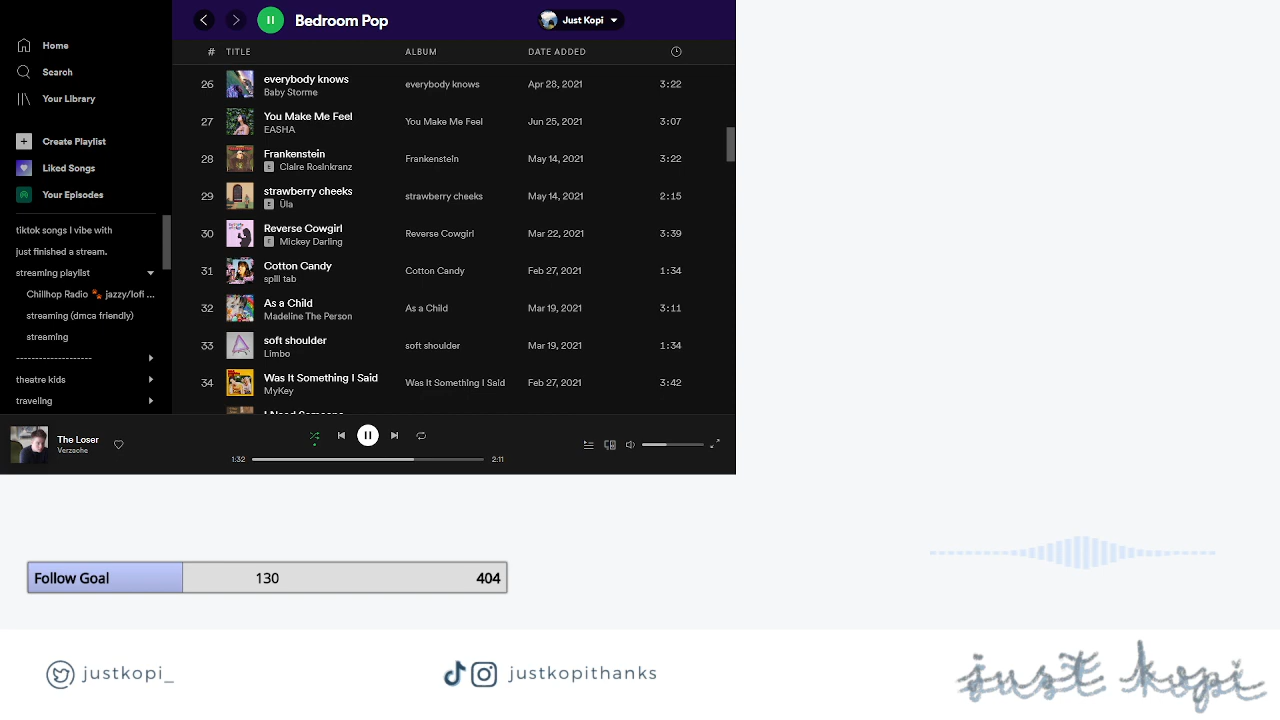 Home
Search
Your Library
Create Playlist
Liked Songs
Your Episodes
tiktok songs I vibe with
just finished a stream.
streaming playlist
Chillhop Radio 🐾 jazzy/lofi ...
streaming (dmca friendly)
streaming
--------------------
theatre kids
traveling
Bedroom Pop
Just Kopi
# TITLE ALBUM DATE ADDED
26 everybody knows everybody knows Apr 28, 2021 3:22
Baby Storme
27 You Make Me Feel You Make Me Feel Jun 25, 2021 3:07
EASHA
28 Frankenstein Frankenstein May 14, 2021 3:22
E Claire Rosinkranz
29 strawberry cheeks strawberry cheeks May 14, 2021 2:15
E Üla
30 Reverse Cowgirl Reverse Cowgirl Mar 22, 2021 3:39
E Mickey Darling
31 Cotton Candy Cotton Candy Feb 27, 2021 1:34
spill tab
32 As a Child As a Child Mar 19, 2021 3:11
Madeline The Person
33 soft shoulder soft shoulder Mar 19, 2021 1:34
Limbo
34 Was It Something I Said Was It Something I Said Feb 27, 2021 3:42
MyKey
I Need Someone
The Loser
Verzache
1:32 2:11
Follow Goal 130 404
justkopi_
justkopithanks
just kopi